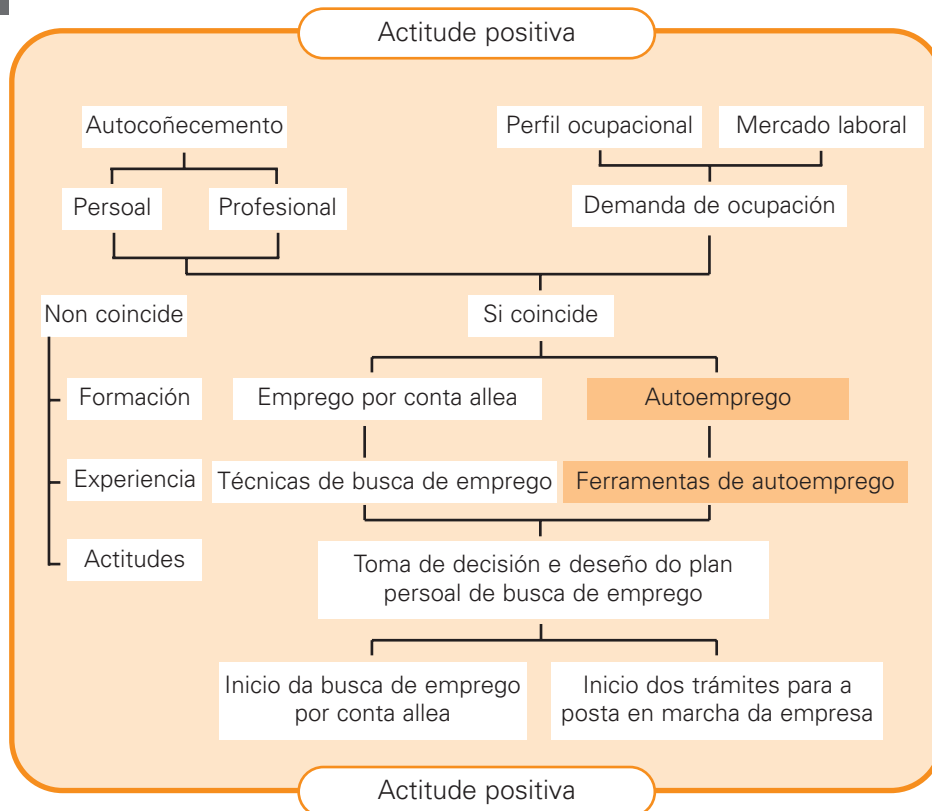 Actitude positiva
Autocoñecemento
Perfil ocupacional
Mercado laboral
Persoal
Profesional
Demanda de ocupación
Non coincide
Si coincide
Formación
Emprego por conta allea
Autoemprego
Experiencia
Técnicas de busca de emprego
Ferramentas de autoemprego
Actitudes
Toma de decisión e deseño do plan
persoal de busca de emprego
Inicio da busca de emprego
por conta allea
Inicio dos trámites para a
posta en marcha da empresa
Actitude positiva